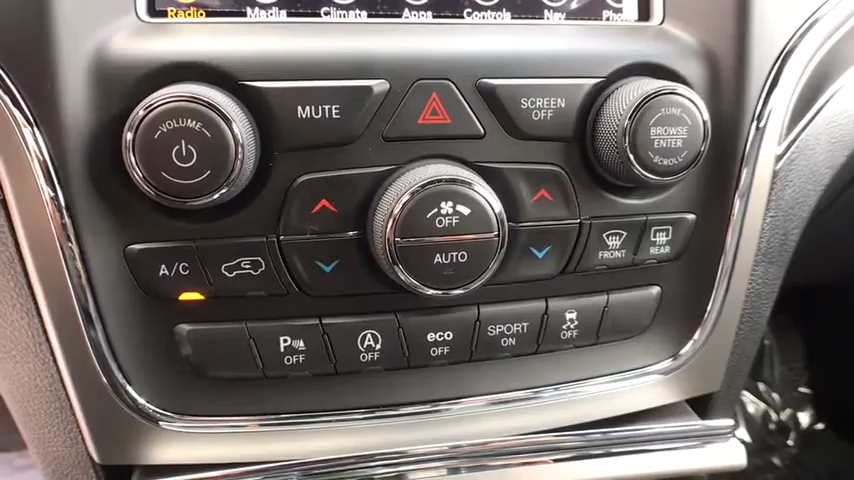 Radio Media Climate Apps Controls Nav Phone
VOLUME
MUTE
SCREEN
OFF
TUNE
BROWSE
ENTER
SCROLL
OFF
AUTO
A/C
FRONT
REAR
P OFF
A OFF
eco
OFF
SPORT
ON
OFF